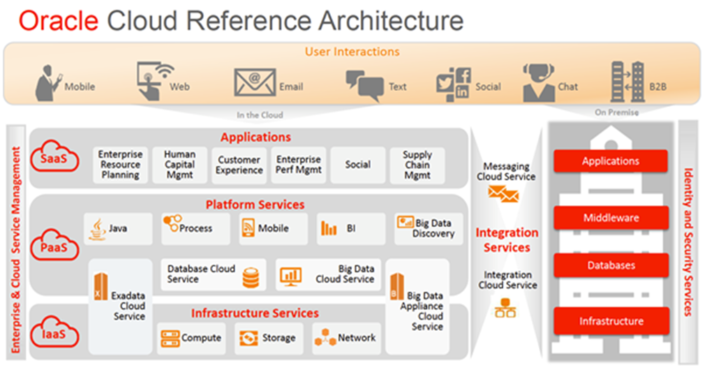 Oracle Cloud Reference Architecture
User Interactions
Mobile
Web
@
Email
Text
Social
Chat
B2B
In the Cloud
On Premise
Enterprise & Cloud Service Management
SaaS
Applications
Enterprise
Resource
Planning
Human
Capital
Mgmt
Customer
Experience
Enterprise
Perf Mgmt
Social
Supply
Chain
Mgmt
PaaS
Platform Services
Java
Process
Mobile
BI
Big Data
Discovery
Exadata
Cloud
Service
Database Cloud
Service
Big Data
Cloud Service
Big Data
Appliance
Cloud
Service
IaaS
Infrastructure Services
Compute
Storage
Network
Messaging
Cloud Service
Integration
Services
Integration
Cloud Service
Applications
Middleware
Databases
Infrastructure
Identity and Security Services